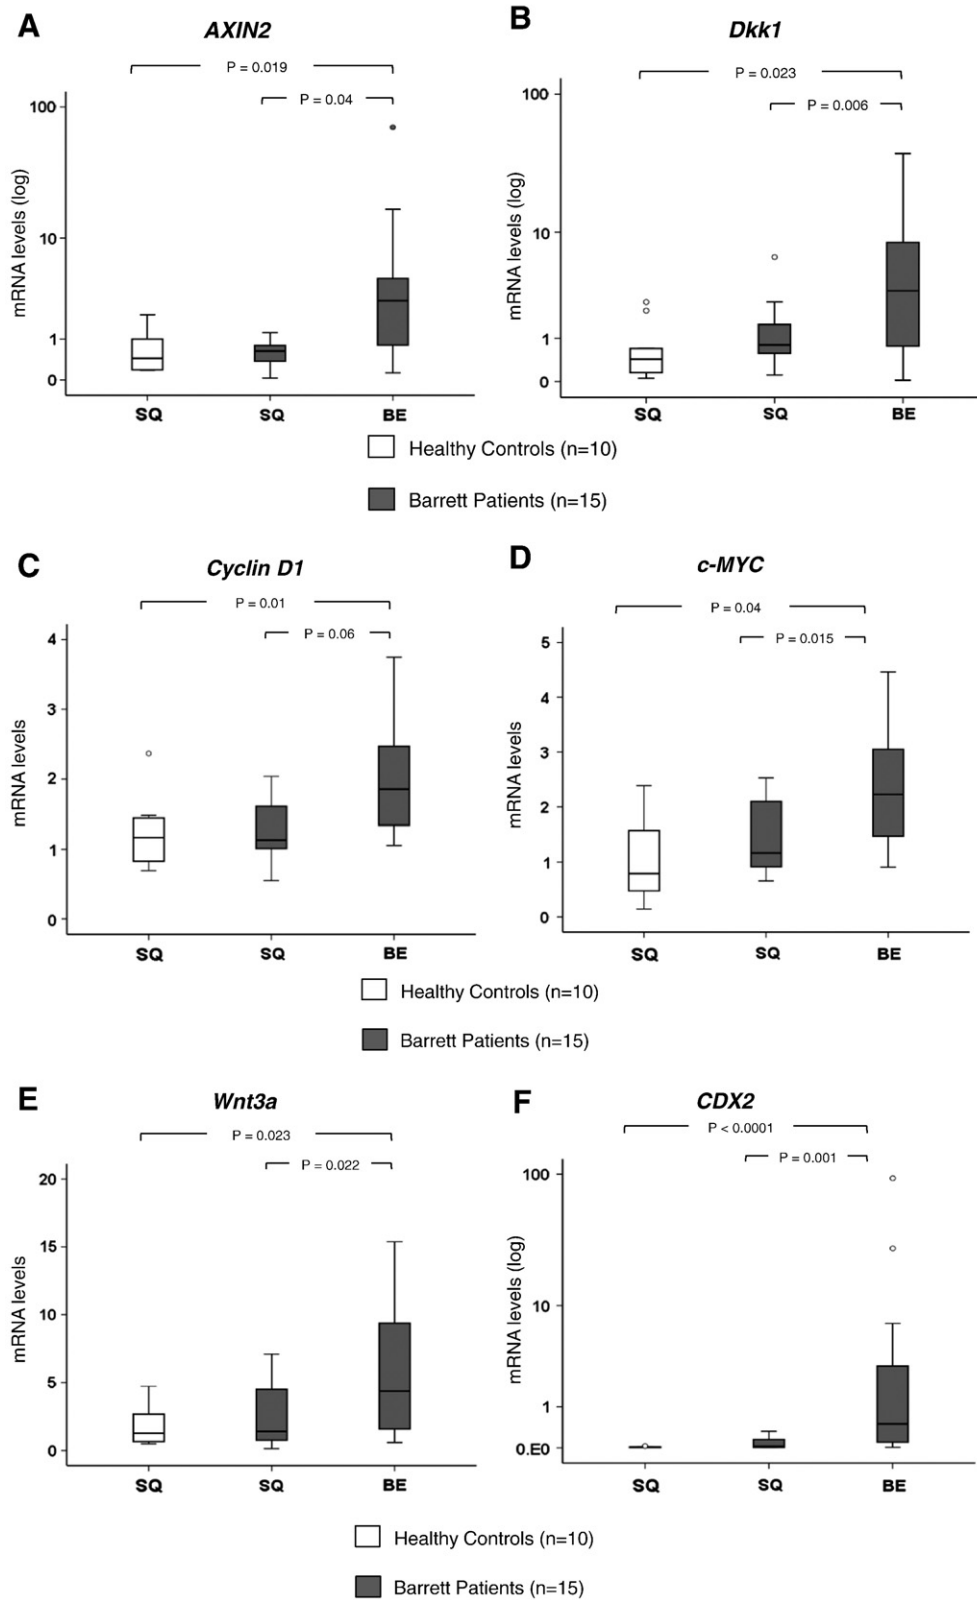 A
AXIN2
P = 0.019
P = 0.04
mRNA levels (log)
100
10
1
0
SQ
SQ
BE
B
Dkk1
P = 0.023
P = 0.006
mRNA levels (log)
100
10
1
0
SQ
SQ
BE
Healthy Controls (n=10)
Barrett Patients (n=15)
C
Cyclin D1
P = 0.01
P = 0.06
mRNA levels
4
3
2
1
0
SQ
SQ
BE
D
c-MYC
P = 0.04
P = 0.015
mRNA levels
5
4
3
2
1
0
SQ
SQ
BE
Healthy Controls (n=10)
Barrett Patients (n=15)
E
Wnt3a
P = 0.023
P = 0.022
mRNA levels
20
15
10
5
0
SQ
SQ
BE
F
CDX2
P < 0.0001
P = 0.001
mRNA levels (log)
100
10
1
0.E0
SQ
SQ
BE
Healthy Controls (n=10)
Barrett Patients (n=15)